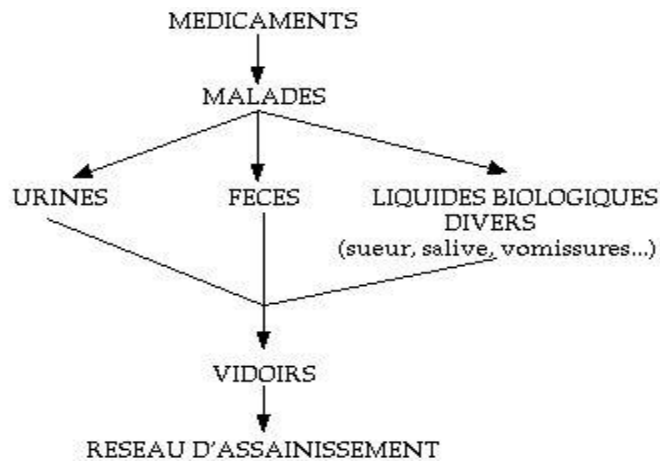 MEDICAMENTS
MALADES
URINES
FECES
LIQUIDES BIOLOGIQUES
DIVERS
(sueur, salive, vomissures...)
VIDOIRS
RESEAU D'ASSAINISSEMENT